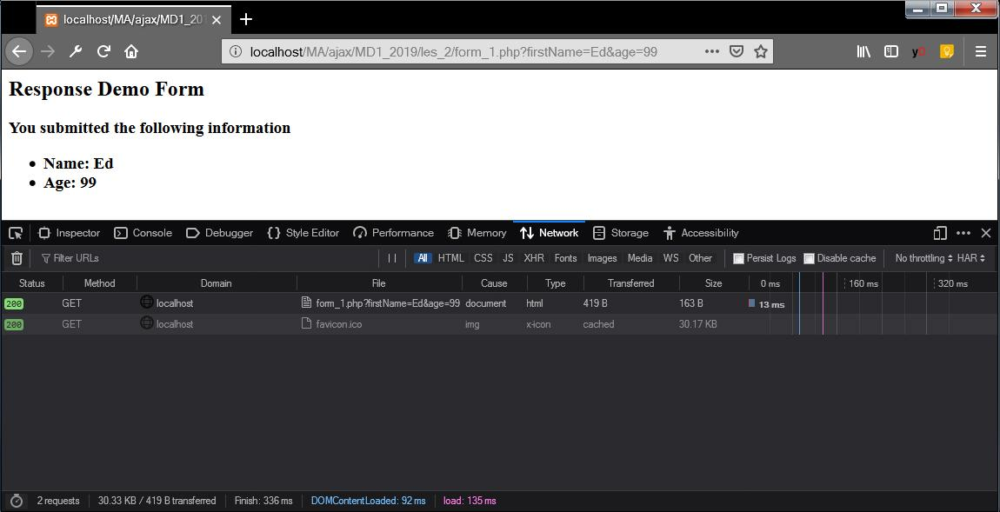 localhost/MA/ajax/MD1_201
localhost/MA/ajax/MD1_2019/les_2/form_1.php?firstName=Ed&age=99
Response Demo Form
You submitted the following information
Name: Ed
Age: 99
Inspector Console Debugger Style Editor Performance Memory Network Storage Accessibility
Filter URLs All HTML CSS JS XHR Fonts Images Media WS Other Persist Logs Disable cache No throttling HAR
Status Method Domain File Cause Type Transferred Size 0 ms 160 ms 320 ms
200 GET localhost form_1.php?firstName=Ed&age=99 document html 419 B 163 B 13 ms
200 GET localhost favicon.ico img x-icon cached 30.17 KB
2 requests 30.33 KB / 419 B transferred Finish: 336 ms DOMContentLoaded: 92 ms load: 135 ms